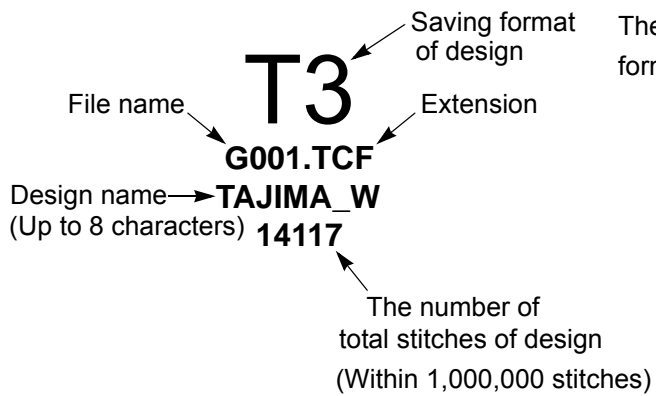 Saving format
of design
The
T3
File name
Extension
G001.TCF
Design name
TAJIMA_W
(Up to 8 characters)
14117
The number of
total stitches of design
(Within 1,000,000 stitches)